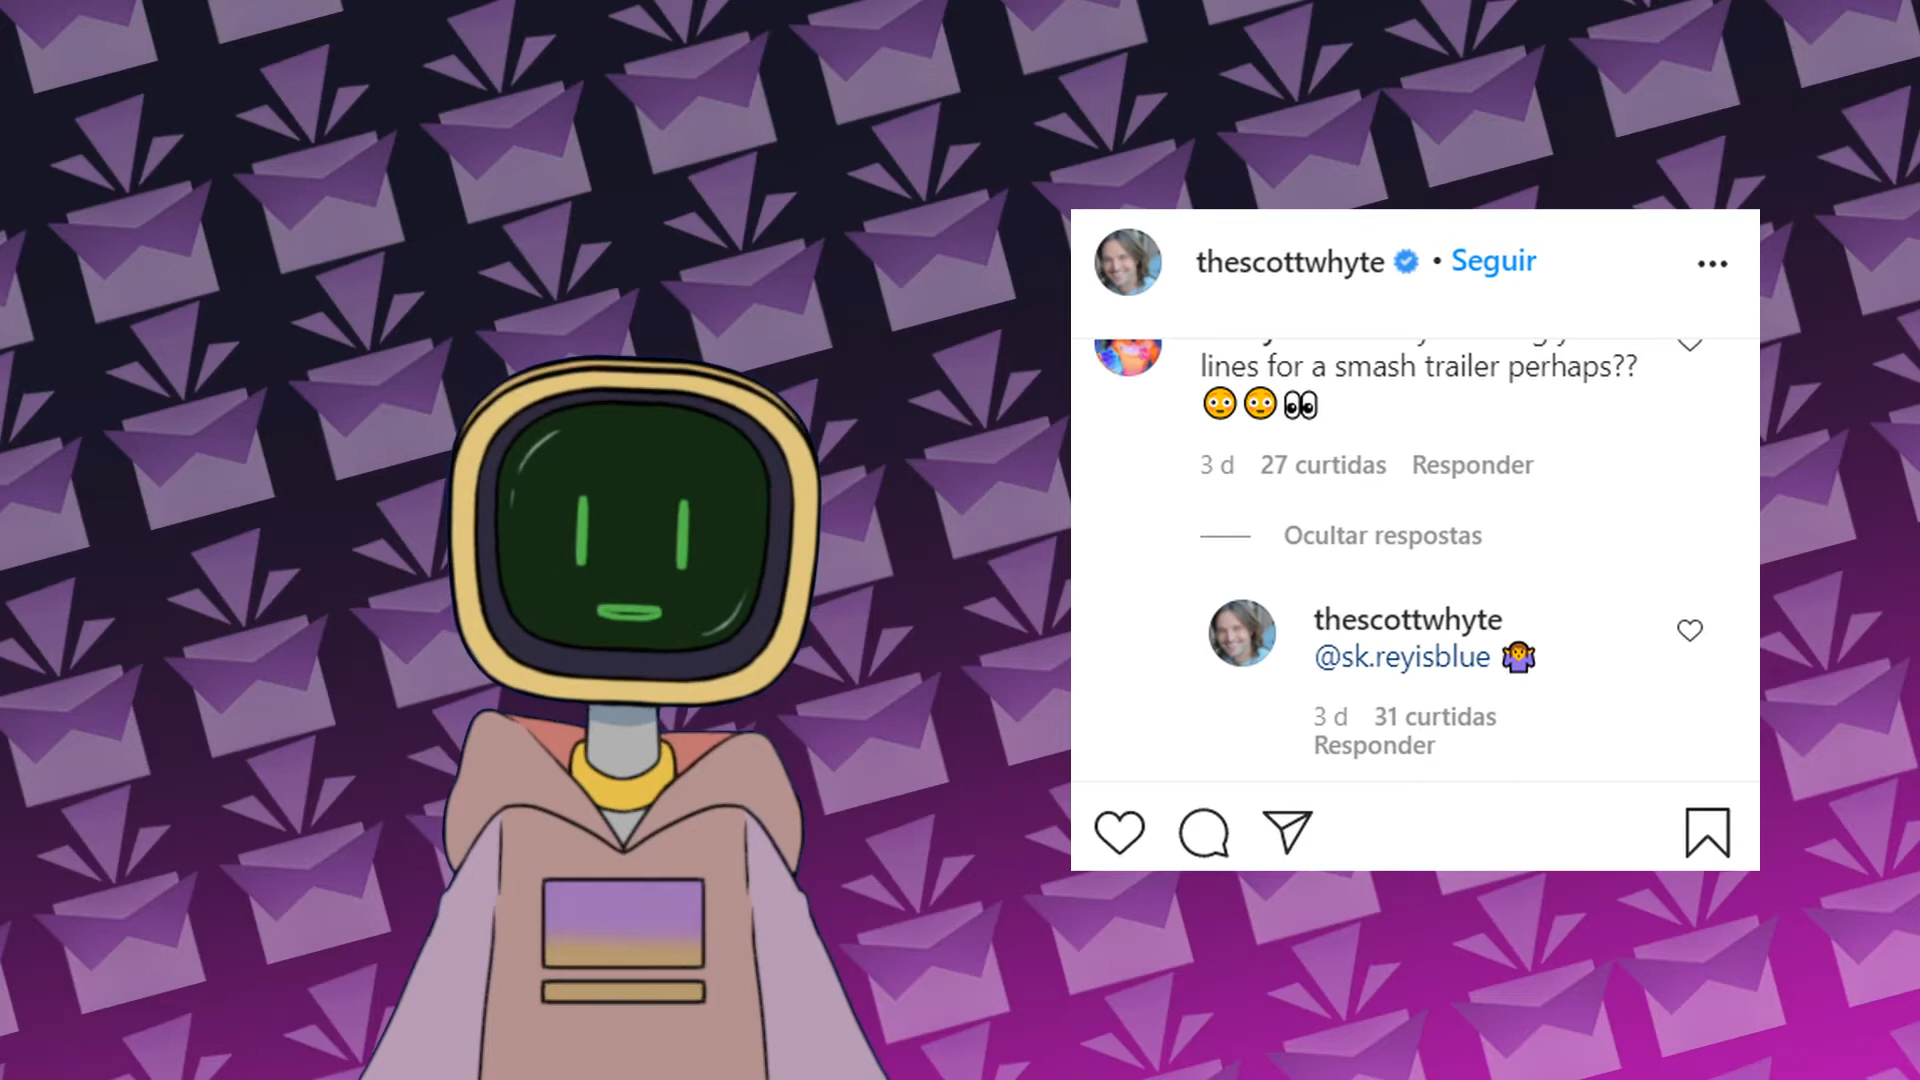 thescottwhyte • Seguir
lines for a smash trailer perhaps??
3 d 27 curtidas Responder
Ocultar respostas
thescottwhyte
@sk.reyisblue
3 d 31 curtidas
Responder